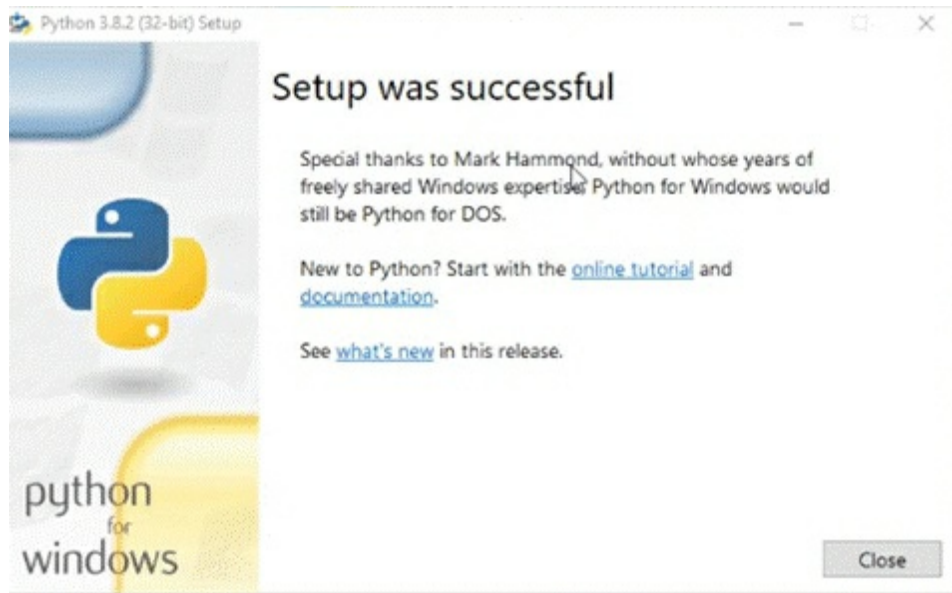 Python 3.8.2 (32-bit) Setup
Setup was successful
Special thanks to Mark Hammond, without whose years of
freely shared Windows expertise, Python for Windows would
still be Python for DOS.
New to Python? Start with the online tutorial and
documentation.
See what's new in this release.
python
for
windows
Close